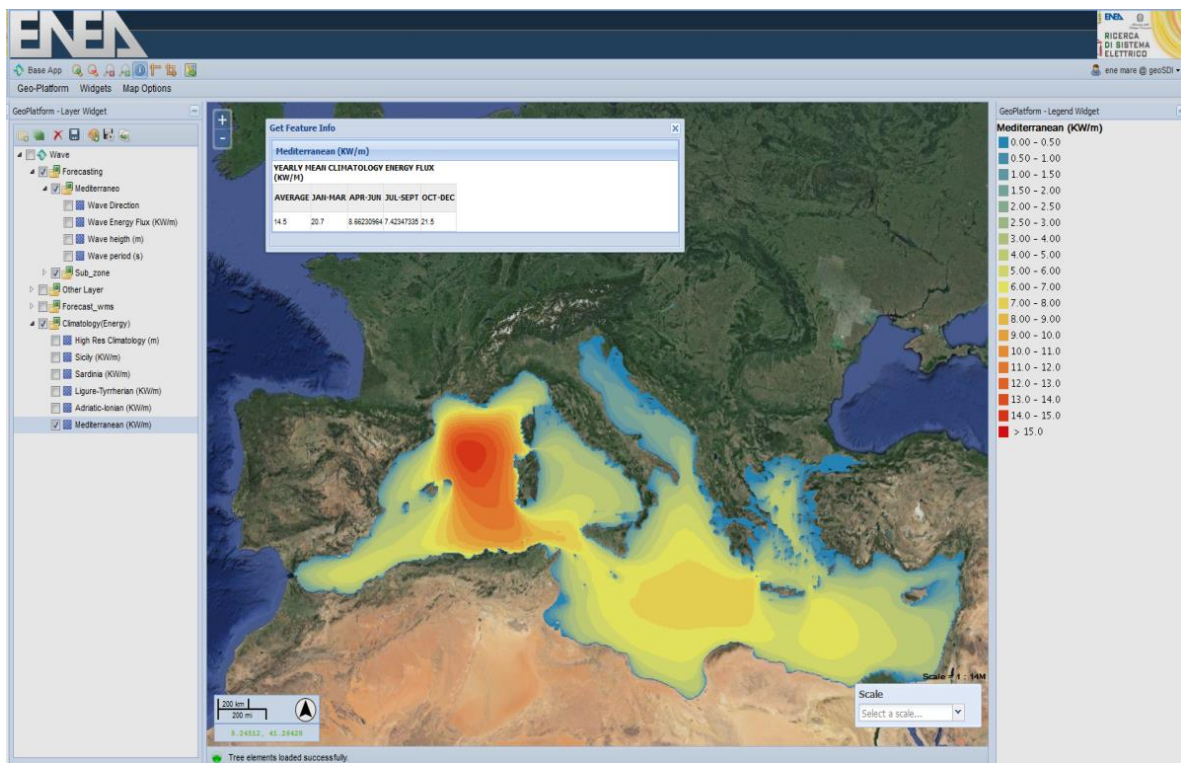 ENEA
ENEA
RICERCA
DI SISTEMA
ELETTRICO
Base App
ene mare @ geoSDI
Geo-Platform Widgets Map Options
GeoPlatform - Layer Widget
Wave
Forecasting
Mediterraneo
Wave Direction
Wave Energy Flux (KW/m)
Wave heigth (m)
Wave period (s)
Sub_zone
Other Layer
Forecast_wms
Climatology(Energy)
High Res Climatology (m)
Sicily (KW/m)
Sardinia (KW/m)
Ligure-Tyrrherian (KW/m)
Adriatic-Ionian (KW/m)
Mediterranean (KW/m)
+
-
Get Feature Info
Mediterranean (KW/m)
YEARLY MEAN CLIMATOLOGY ENERGY FLUX
(KW/M)
AVERAGE JAN-MAR APR-JUN JUL-SEPT OCT-DEC
14.5 20.7 8.66230964 7.42347335 21.5
200 km
200 mi
Scale = 1 : 14M
Scale
Select a scale...
Tree elements loaded successfully.
GeoPlatform - Legend Widget
Mediterranean (KW/m)
0.00 - 0.50
0.50 - 1.00
1.00 - 1.50
1.50 - 2.00
2.00 - 2.50
2.50 - 3.00
3.00 - 4.00
4.00 - 5.00
5.00 - 6.00
6.00 - 7.00
7.00 - 8.00
8.00 - 9.00
9.00 - 10.0
10.0 - 11.0
11.0 - 12.0
12.0 - 13.0
13.0 - 14.0
14.0 - 15.0
> 15.0